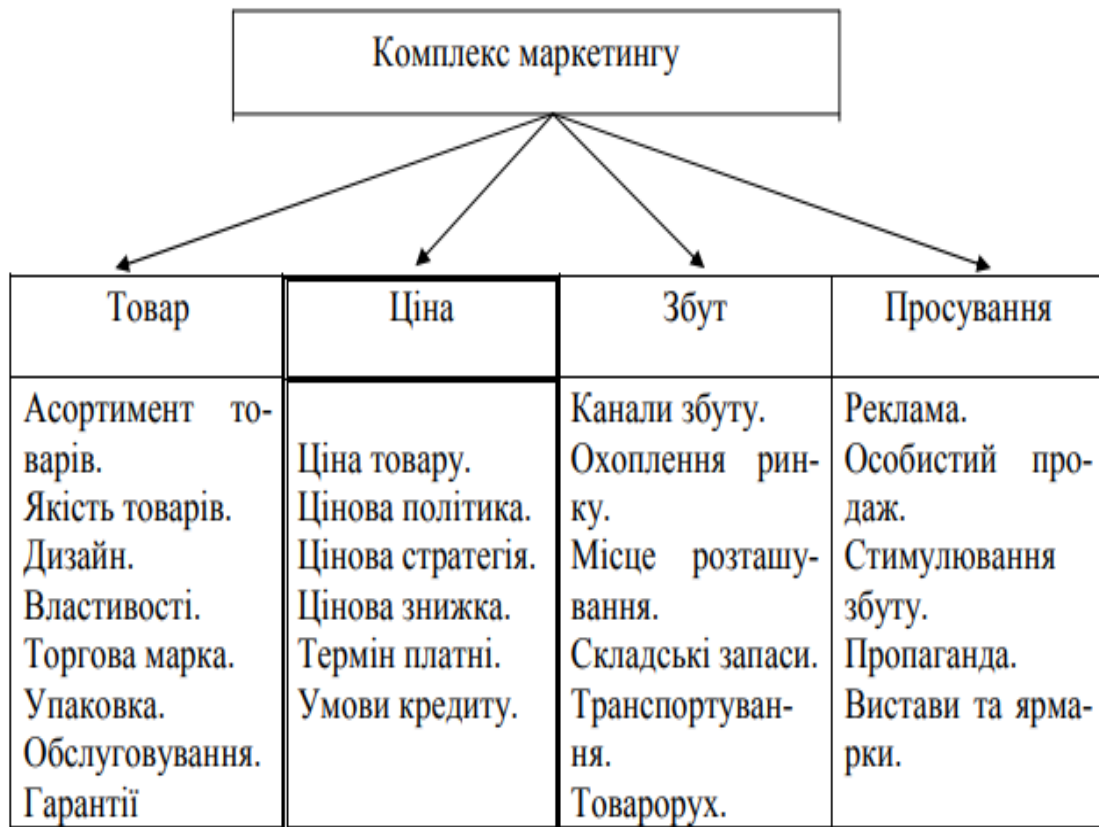 Комплекс маркетингу
Товар
Ціна
Збут
Просування
Асортимент то-
варів.
Якість товарів.
Дизайн.
Властивості.
Торгова марка.
Упаковка.
Обслуговування.
Гарантії
Ціна товару.
Цінова політика.
Цінова стратегія.
Цінова знижка.
Термін платні.
Умови кредиту.
Канали збуту.
Охоплення рин-
ку.
Місце розташу-
вання.
Складські запаси.
Транспортуван-
ня.
Товарорух.
Реклама.
Особистий про-
даж.
Стимулювання
збуту.
Пропаганда.
Вистави та ярма-
рки.